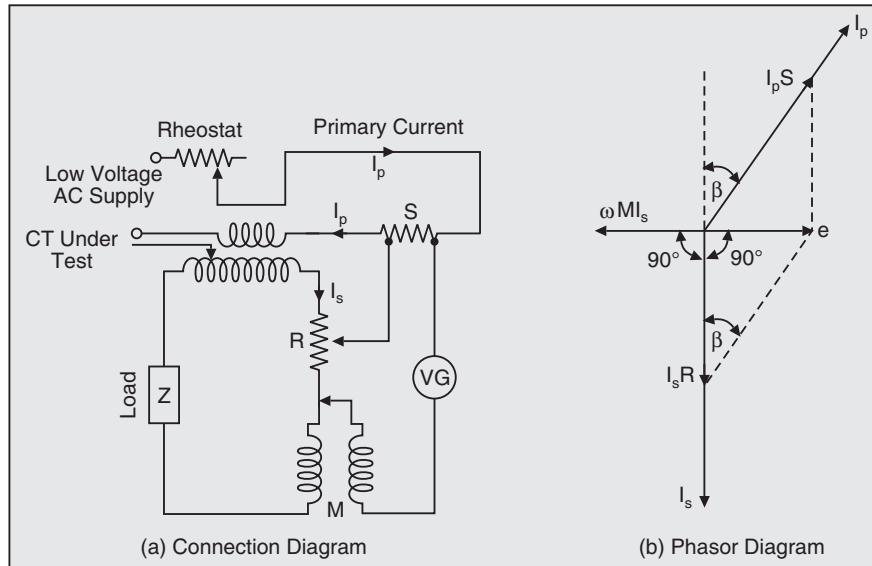 Rheostat
Primary Current
I_p
Low Voltage
AC Supply
I_p
S
CT Under
Test
I_s
R
VG
Load
Z
M
(a) Connection Diagram
I_p
I_pS
β
ωMI_s
e
90°
90°
β
I_sR
I_s
(b) Phasor Diagram